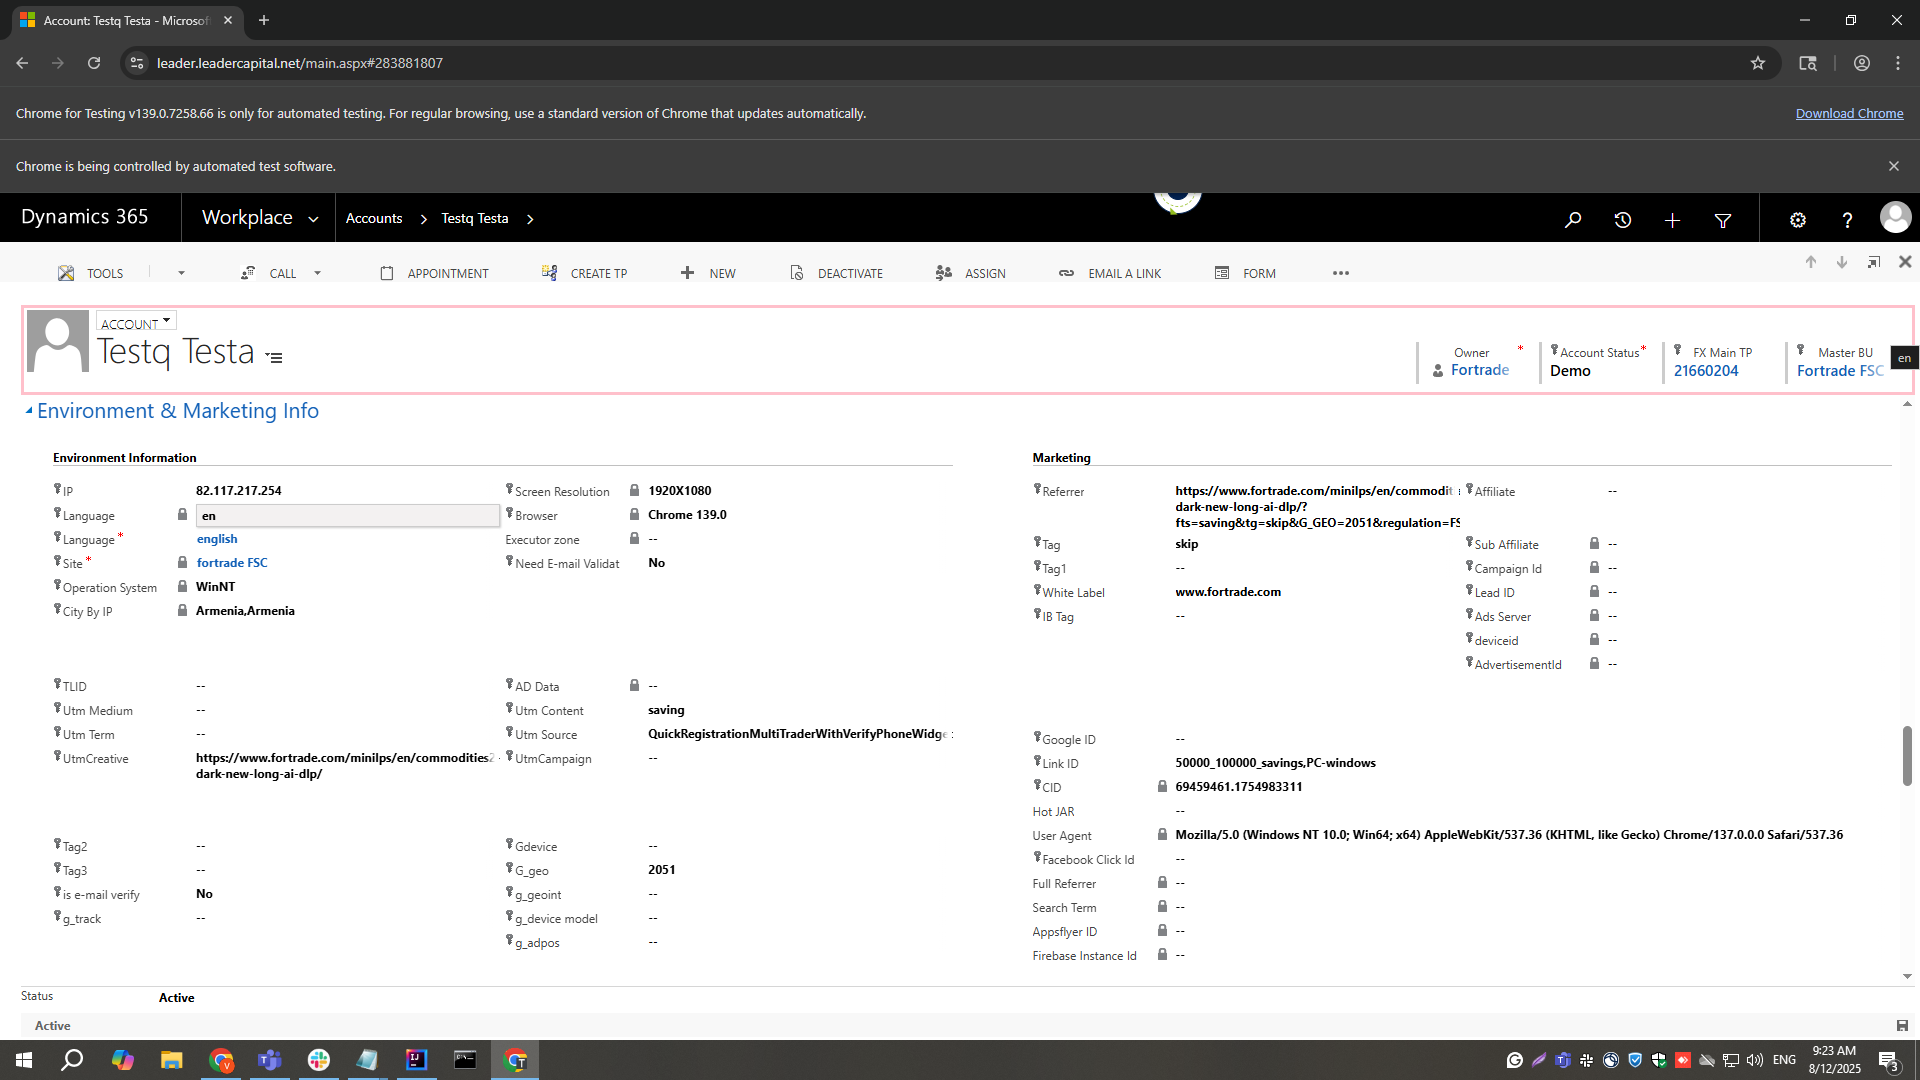 Account: Testq Testa - Microsof
leader.leadercapital.net/main.aspx#283881807
Chrome for Testing v139.0.7258.66 is only for automated testing. For regular browsing, use a standard version of Chrome that updates automatically.
Download Chrome
Chrome is being controlled by automated test software.
Dynamics 365
Workplace
Accounts
Testq Testa
TOOLS
CALL
APPOINTMENT
CREATE TP
NEW
DEACTIVATE
ASSIGN
EMAIL A LINK
FORM
ACCOUNT
Testq Testa
Owner *
Fortrade
Account Status *
Demo
FX Main TP
21660204
Master BU
Fortrade FSC
en
Environment & Marketing Info
Environment Information
IP 82.117.217.254
Language en
Language * english
Site * fortrade FSC
Operation System WinNT
City By IP Armenia,Armenia
Screen Resolution 1920X1080
Browser Chrome 139.0
Executor zone --
Need E-mail Validat No
TLID --
Utm Medium --
Utm Term --
UtmCreative https://www.fortrade.com/minilps/en/commodities2-
dark-new-long-ai-dlp/
AD Data --
Utm Content saving
Utm Source QuickRegistrationMultiTraderWithVerifyPhoneWidge
UtmCampaign --
Tag2 --
Tag3 --
is e-mail verify No
g_track --
Gdevice --
G_geo 2051
g_geoint --
g_device model --
g_adpos --
Marketing
Referrer https://www.fortrade.com/minilps/en/commodit
dark-new-long-ai-dlp/?
fts=saving&tg=skip&G_GEO=2051&regulation=FS
Tag skip
Tag1 --
White Label www.fortrade.com
IB Tag --
Affiliate --
Sub Affiliate --
Campaign Id --
Lead ID --
Ads Server --
deviceid --
AdvertisementId --
Google ID --
Link ID 50000_100000_savings,PC-windows
CID 69459461.1754983311
Hot JAR --
User Agent Mozilla/5.0 (Windows NT 10.0; Win64; x64) AppleWebKit/537.36 (KHTML, like Gecko) Chrome/137.0.0.0 Safari/537.36
Facebook Click Id --
Full Referrer --
Search Term --
Appsflyer ID --
Firebase Instance Id --
Status Active
Active
ENG
9:23 AM
8/12/2025
3